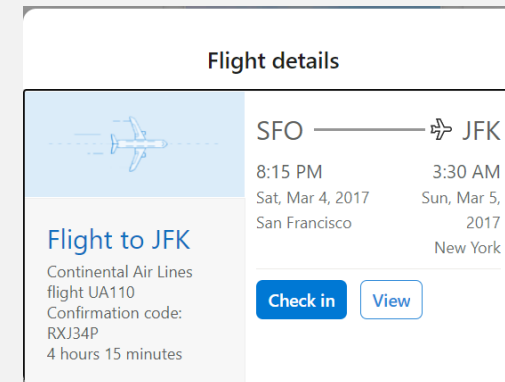 Flight details
SFO JFK
8:15 PM 3:30 AM
Sat, Mar 4, 2017 Sun, Mar 5,
San Francisco 2017
New York
Flight to JFK
Continental Air Lines
flight UA110
Confirmation code:
RXJ34P
4 hours 15 minutes
Check in View